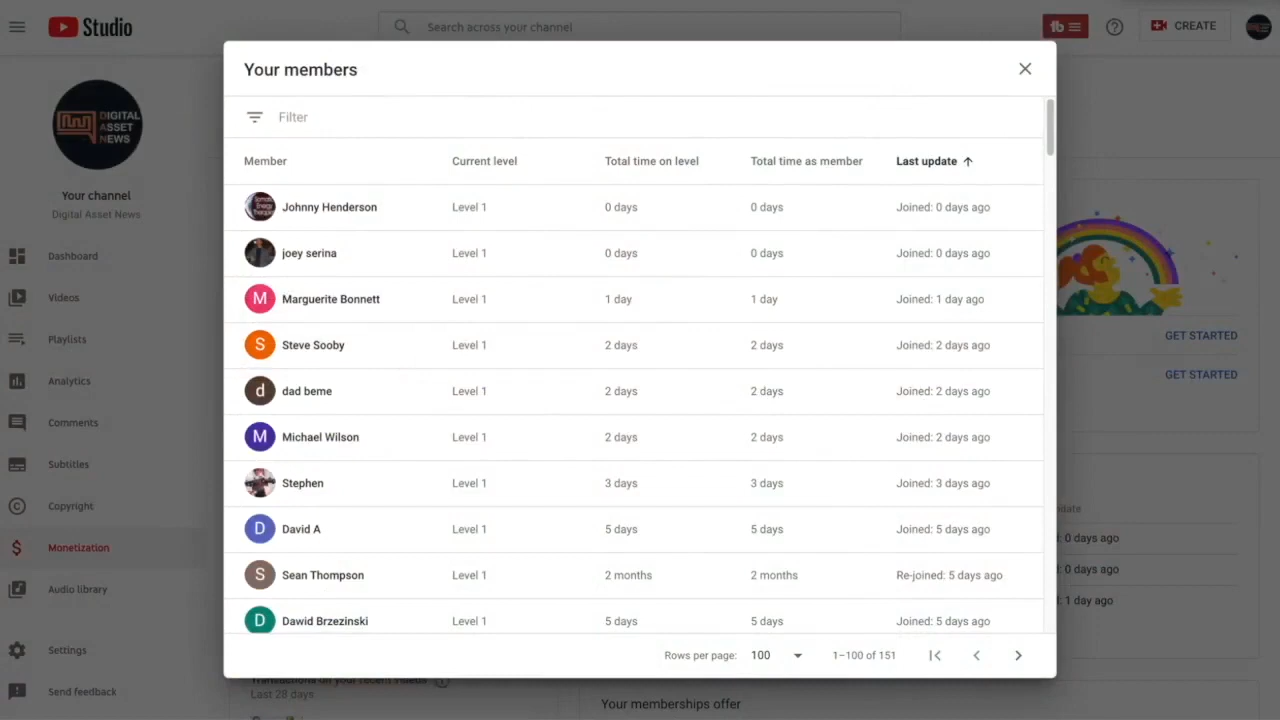 Studio
Search across your channel
tb
CREATE
Your members
Filter
DIGITAL
ASSET
NEWS
Your channel
Digital Asset News
Dashboard
Videos
Playlists
Analytics
Comments
Subtitles
Copyright
Monetization
Audio library
Settings
Send feedback
Member Current level Total time on level Total time as member Last update
Johnny Henderson Level 1 0 days 0 days Joined: 0 days ago
joey serina Level 1 0 days 0 days Joined: 0 days ago
M Marguerite Bonnett Level 1 1 day 1 day Joined: 1 day ago
S Steve Sooby Level 1 2 days 2 days Joined: 2 days ago
d dad beme Level 1 2 days 2 days Joined: 2 days ago
M Michael Wilson Level 1 2 days 2 days Joined: 2 days ago
Stephen Level 1 3 days 3 days Joined: 3 days ago
D David A Level 1 5 days 5 days Joined: 5 days ago
S Sean Thompson Level 1 2 months 2 months Re-joined: 5 days ago
D Dawid Brzezinski Level 1 5 days 5 days Joined: 5 days ago
Rows per page: 100 1–100 of 151
GET STARTED
GET STARTED
0 days ago
0 days ago
1 day ago
Transactions on your recent videos
Last 28 days
Your memberships offer